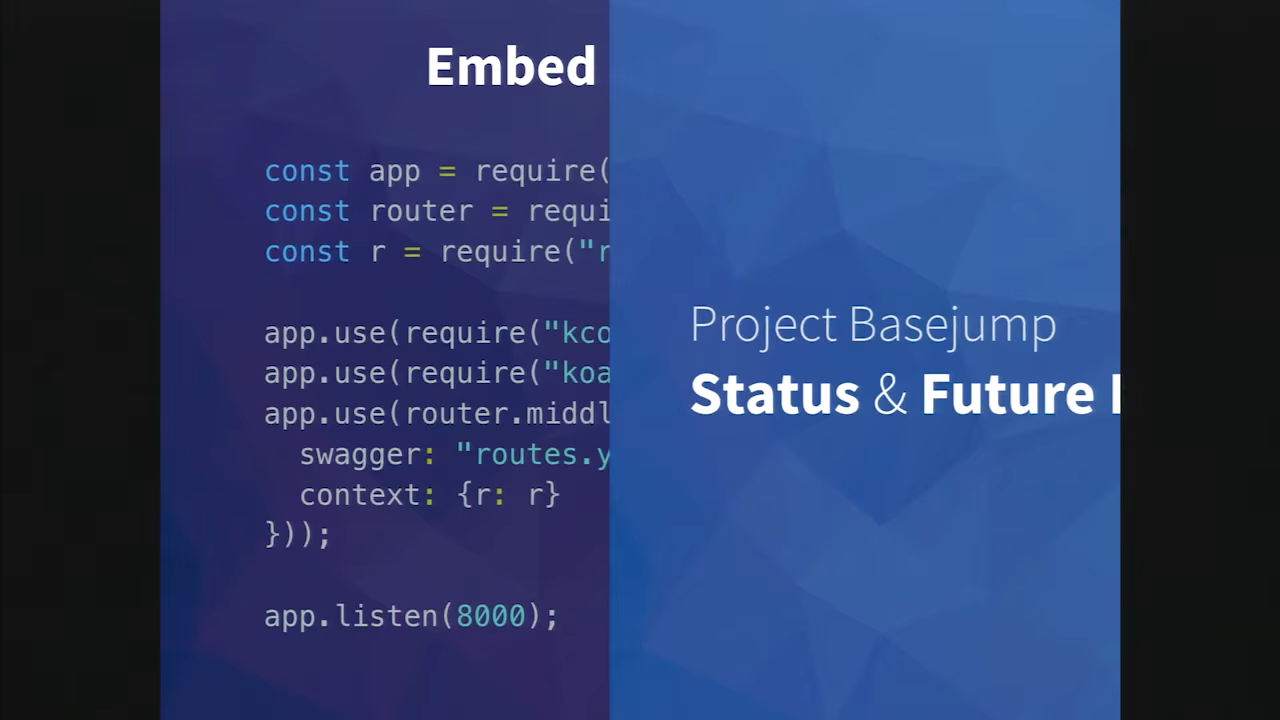 Embed
const app = require(
const router = requi
const r = require("r
app.use(require("kco
app.use(require("koa
app.use(router.middl
swagger: "routes.y
context: {r: r}
}));
app.listen(8000);
Project Basejump
Status & Future